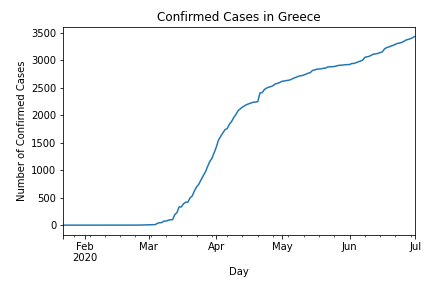 Confirmed Cases in Greece
Number of Confirmed Cases
3500
3000
2500
2000
1500
1000
500
0
Feb Mar Apr May Jun Jul
2020
Day